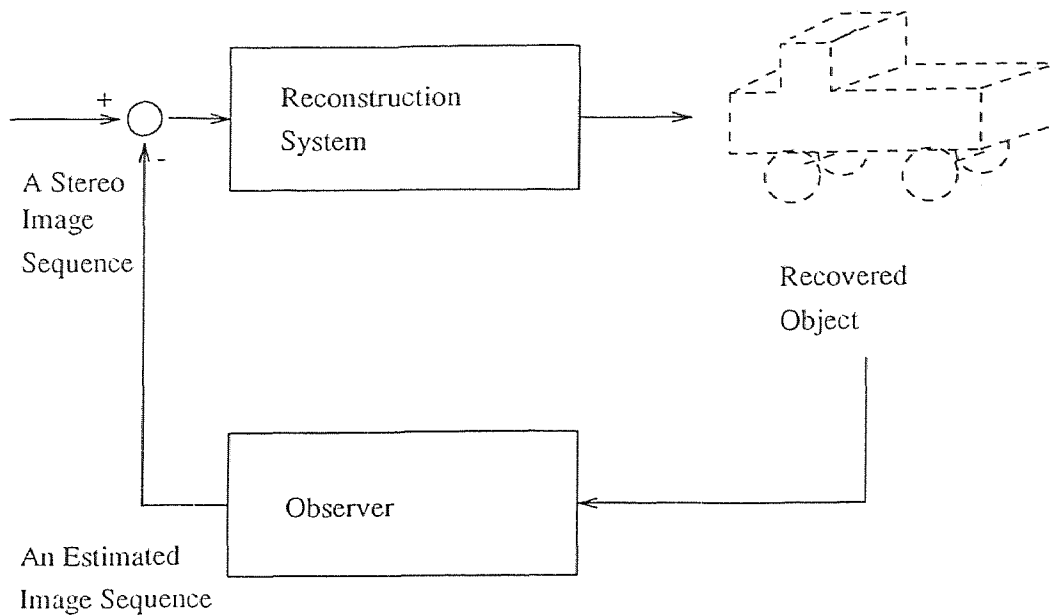 +
Reconstruction
System
-
A Stereo
Image
Sequence
Recovered
Object
Observer
An Estimated
Image Sequence